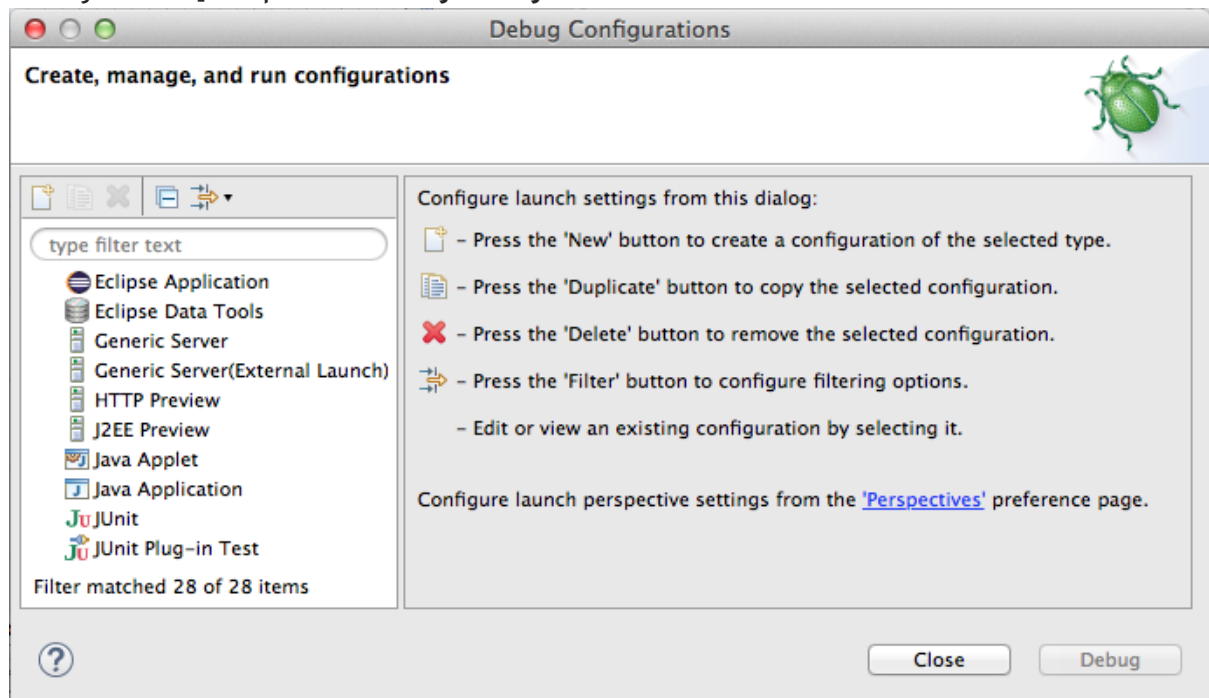 Debug Configurations
Create, manage, and run configurations
type filter text
Eclipse Application
Eclipse Data Tools
Generic Server
Generic Server(External Launch)
HTTP Preview
J2EE Preview
Java Applet
Java Application
JUnit
JUnit Plug-in Test
Filter matched 28 of 28 items
Configure launch settings from this dialog:
– Press the 'New' button to create a configuration of the selected type.
– Press the 'Duplicate' button to copy the selected configuration.
– Press the 'Delete' button to remove the selected configuration.
– Press the 'Filter' button to configure filtering options.
– Edit or view an existing configuration by selecting it.
Configure launch perspective settings from the 'Perspectives' preference page.
?
Close
Debug